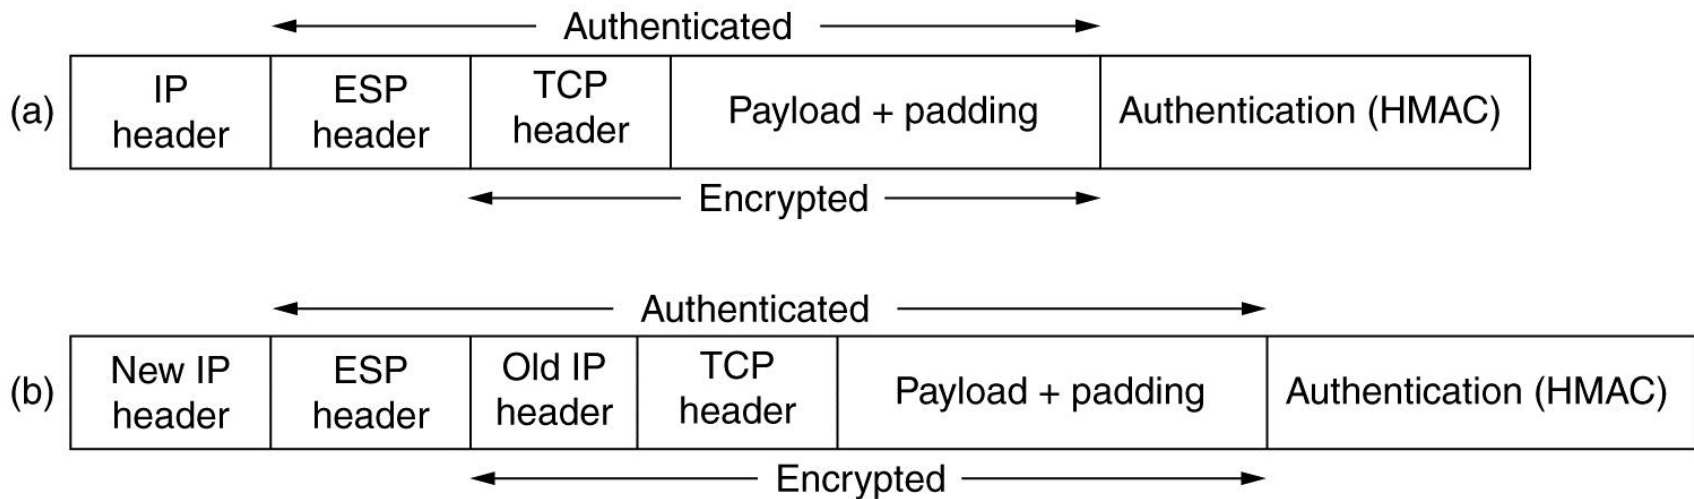 Authenticated
(a)
IP
header
ESP
header
TCP
header
Payload + padding
Authentication (HMAC)
Encrypted
Authenticated
(b)
New IP
header
ESP
header
Old IP
header
TCP
header
Payload + padding
Authentication (HMAC)
Encrypted